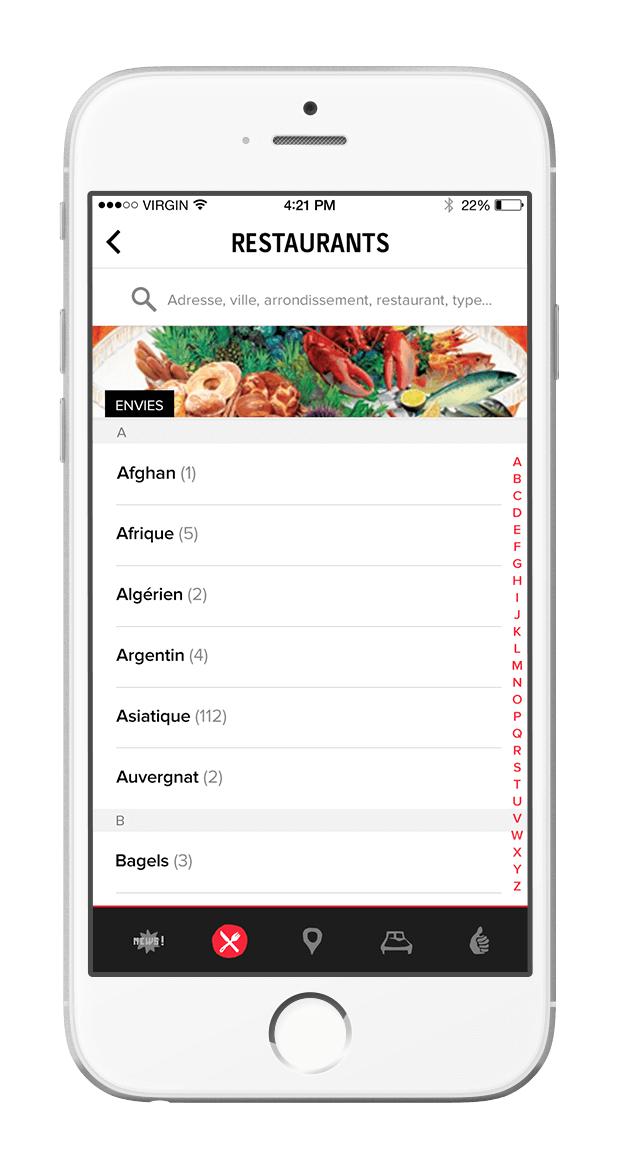 VIRGIN 4:21 PM 22%
RESTAURANTS
Adresse, ville, arrondissement, restaurant, type...
ENVIES
A
Afghan (1)
Afrique (5)
Algérien (2)
Argentin (4)
Asiatique (112)
Auvergnat (2)
B
Bagels (3)
A
B
C
D
E
F
G
H
I
J
K
L
M
N
O
P
Q
R
S
T
U
V
W
X
Y
Z
NEWS!